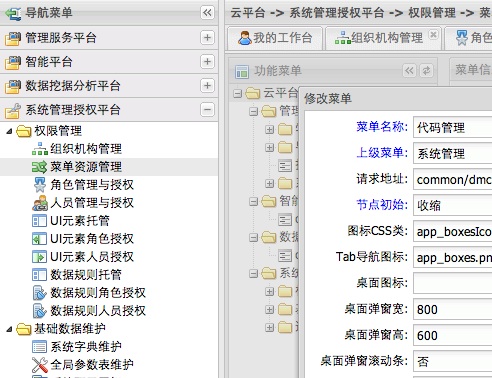 导航菜单
管理服务平台
智能平台
数据挖掘分析平台
系统管理授权平台
权限管理
组织机构管理
菜单资源管理
角色管理与授权
人员管理与授权
UI元素托管
UI元素角色授权
UI元素人员授权
数据规则托管
数据规则角色授权
数据规则人员授权
基础数据维护
系统字典维护
全局参数表维护
云平台 -> 系统管理授权平台 -> 权限管理 -> 菜
我的工作台 组织机构管理 角色
功能菜单 菜单信
云平台
管理
智能
数据
系统
修改菜单
菜单名称: 代码管理
上级菜单: 系统管理
请求地址: common/dmc
节点初始: 收缩
图标CSS类: app_boxesIco
Tab导航图标: app_boxes.pn
桌面图标:
桌面弹窗宽: 800
桌面弹窗高: 600
桌面弹窗滚动条: 否